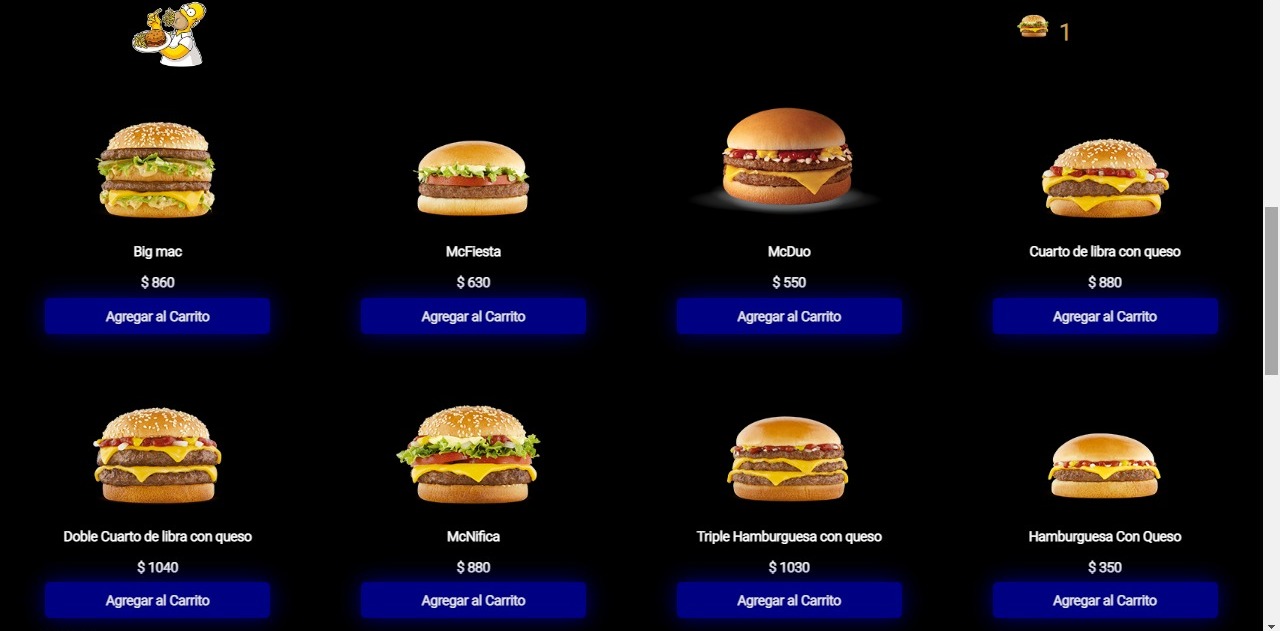 1
Big mac
$ 860
Agregar al Carrito
McFiesta
$ 630
Agregar al Carrito
McDuo
$ 550
Agregar al Carrito
Cuarto de libra con queso
$ 880
Agregar al Carrito
Doble Cuarto de libra con queso
$ 1040
Agregar al Carrito
McNifica
$ 880
Agregar al Carrito
Triple Hamburguesa con queso
$ 1030
Agregar al Carrito
Hamburguesa Con Queso
$ 350
Agregar al Carrito